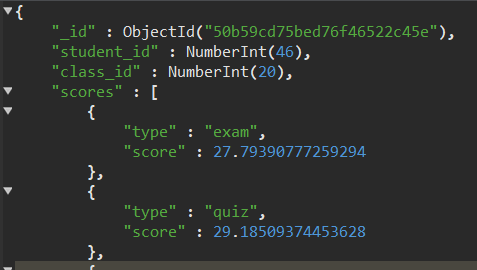 {
"_id" : ObjectId("50b59cd75bed76f46522c45e"),
"student_id" : NumberInt(46),
"class_id" : NumberInt(20),
"scores" : [
{
"type" : "exam",
"score" : 27.79390777259294
},
{
"type" : "quiz",
"score" : 29.18509374453628
},
{